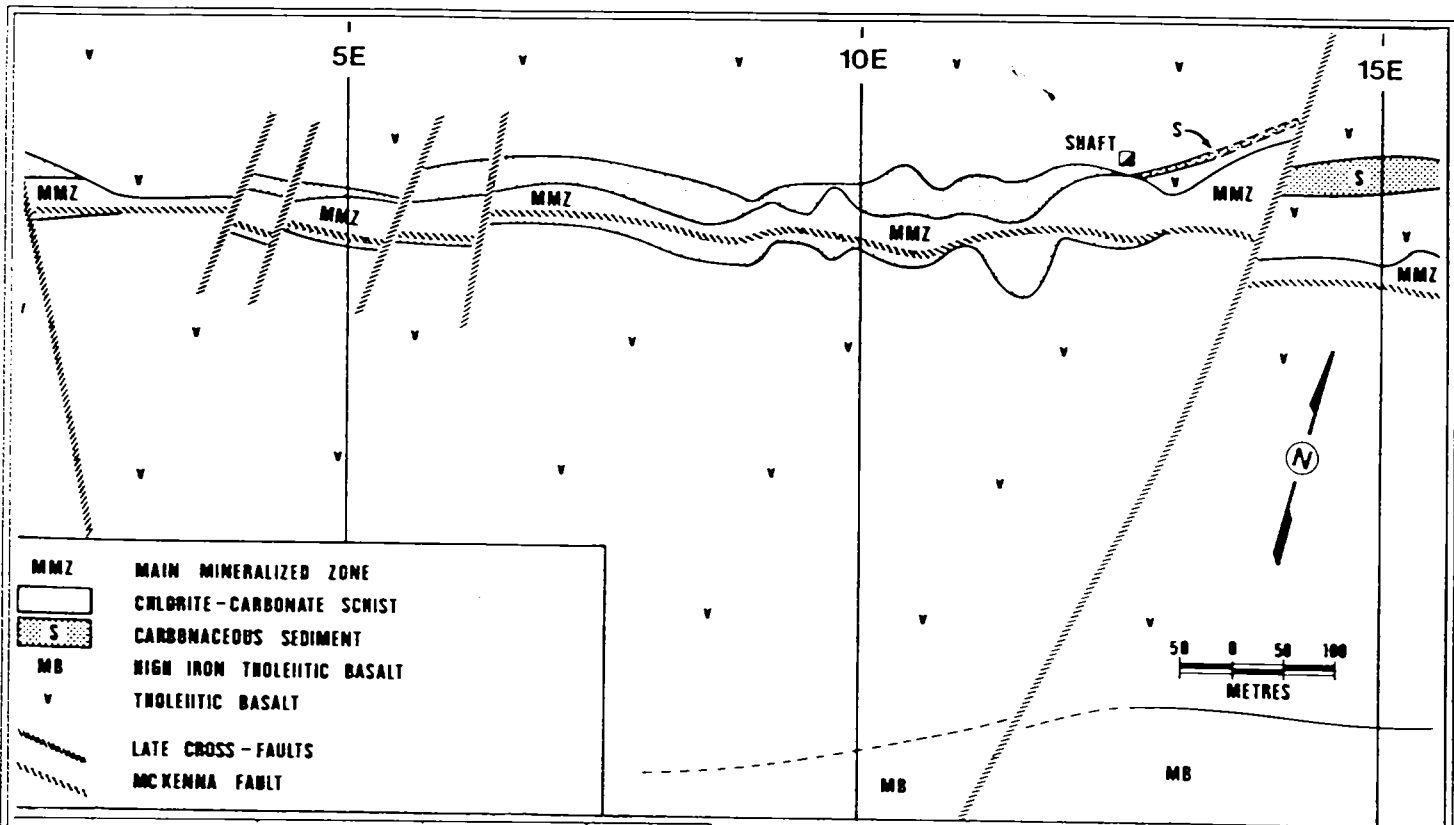 5E
10E
15E
SHAFT
S
MMZ
MMZ
MMZ
MMZ
MMZ
S
MMZ
N
MMZ MAIN MINERALIZED ZONE
CHLORITE-CARBONATE SCHIST
S CARBONACEOUS SEDIMENT
MB HIGH IRON THOLEIITIC BASALT
v THOLEIITIC BASALT
LATE CROSS-FAULTS
MCKENNA FAULT
50 0 50 100
METRES
MB
MB